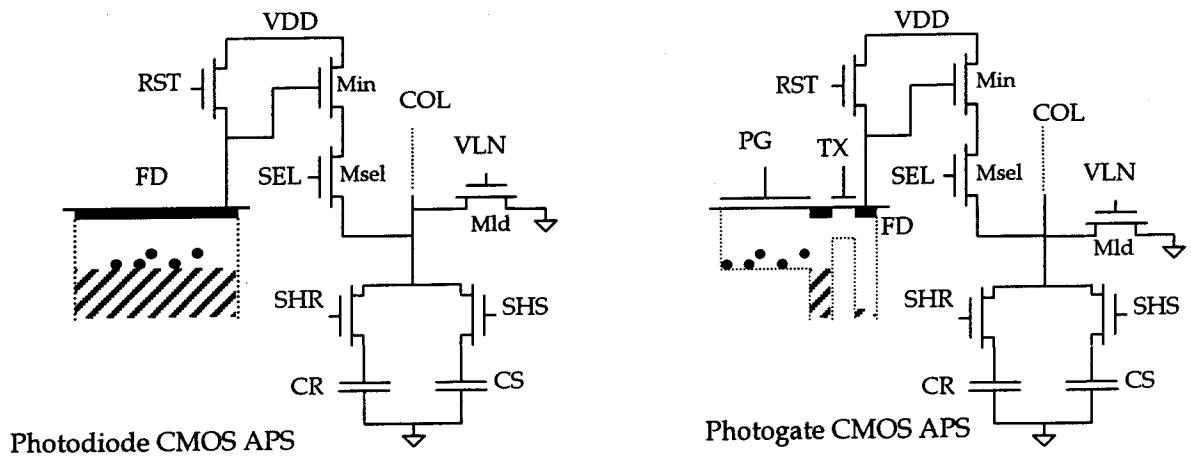 VDD
RST
Min
COL
VLN
FD
SEL
Msel
Mld
SHR
SHS
CR
CS
Photodiode CMOS APS
VDD
RST
Min
COL
PG
TX
SEL
Msel
VLN
FD
Mld
SHR
SHS
CR
CS
Photogate CMOS APS